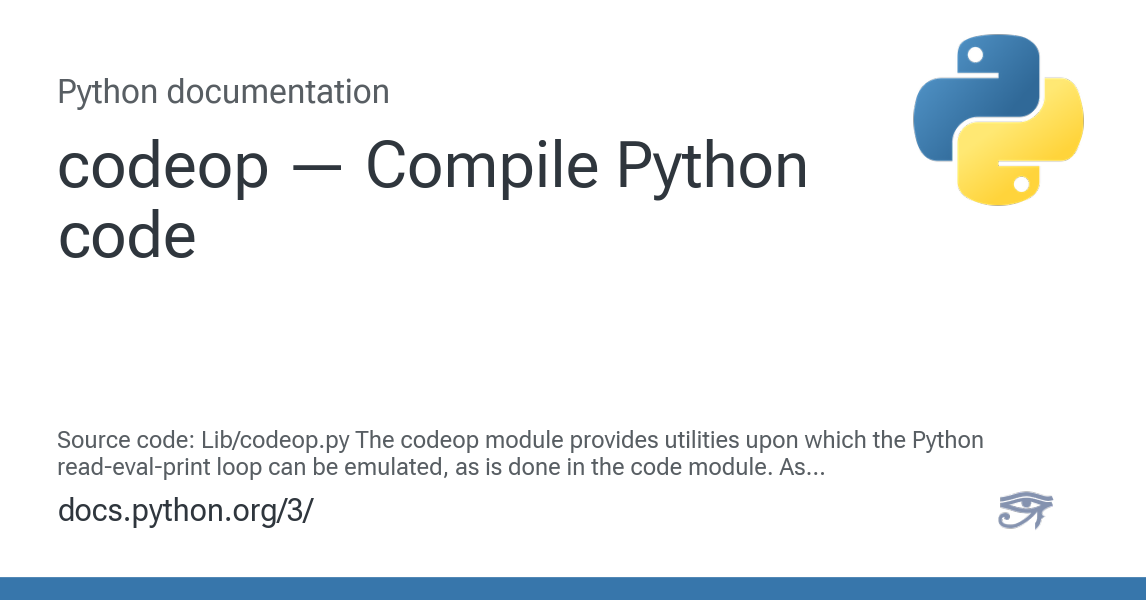 Python documentation
codeop — Compile Python
code
Source code: Lib/codeop.py The codeop module provides utilities upon which the Python
read-eval-print loop can be emulated, as is done in the code module. As...
docs.python.org/3/